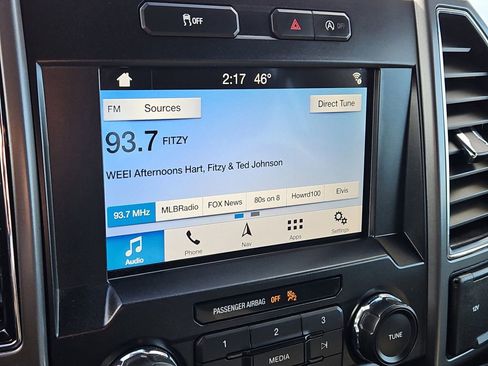 OFF
OFF
2:17 46°
FM Sources
Direct Tune
93.7 FITZY
WEEI Afternoons Hart, Fitzy & Ted Johnson
93.7 MHz MLBRadio FOX News 80s on 8 Howrd100 Elvis
Audio Phone Nav Apps Settings
PASSENGER AIRBAG OFF
1 2 3
MEDIA
TUNE
12V